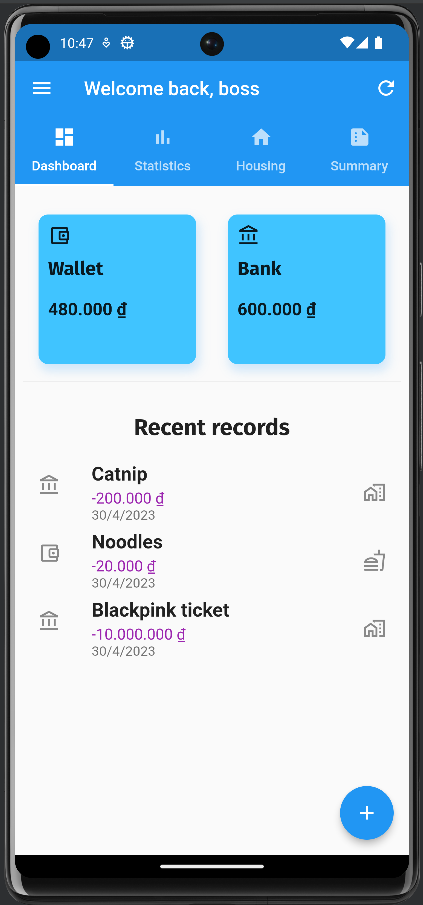 10:47
Welcome back, boss
Dashboard Statistics Housing Summary
Wallet
480.000 ₫
Bank
600.000 ₫
Recent records
Catnip
-200.000 ₫
30/4/2023
Noodles
-20.000 ₫
30/4/2023
Blackpink ticket
-10.000.000 ₫
30/4/2023